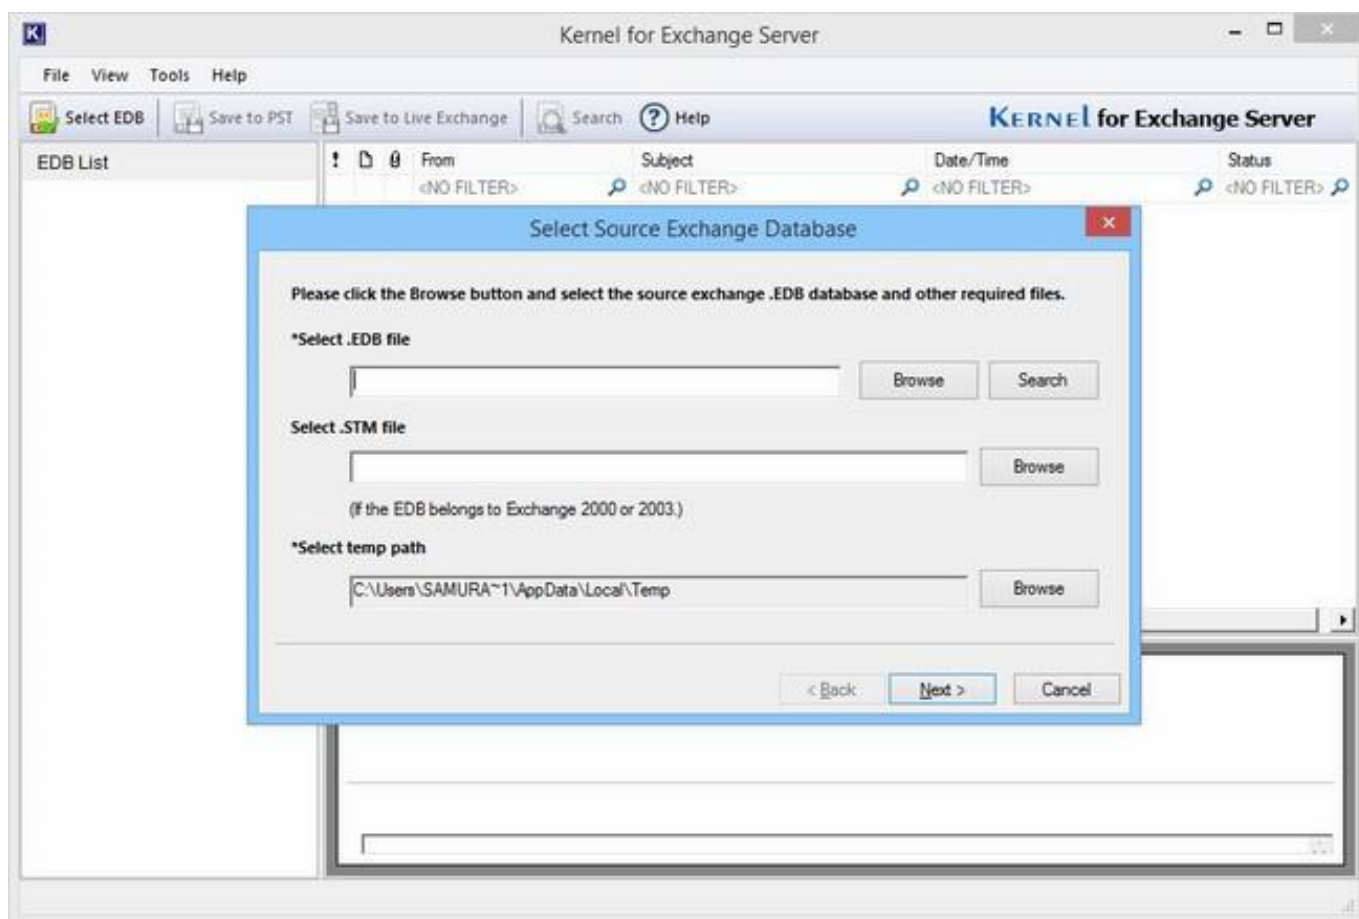 Kernel for Exchange Server
File View Tools Help
Select EDB Save to PST Save to Live Exchange Search Help KERNEL for Exchange Server
EDB List
From Subject Date/Time Status
<NO FILTER> <NO FILTER> <NO FILTER> <NO FILTER>
Select Source Exchange Database
Please click the Browse button and select the source exchange .EDB database and other required files.
*Select .EDB file
Browse Search
Select .STM file
Browse
(If the EDB belongs to Exchange 2000 or 2003.)
*Select temp path
C:\Users\SAMURA~1\AppData\Local\Temp Browse
< Back Next > Cancel